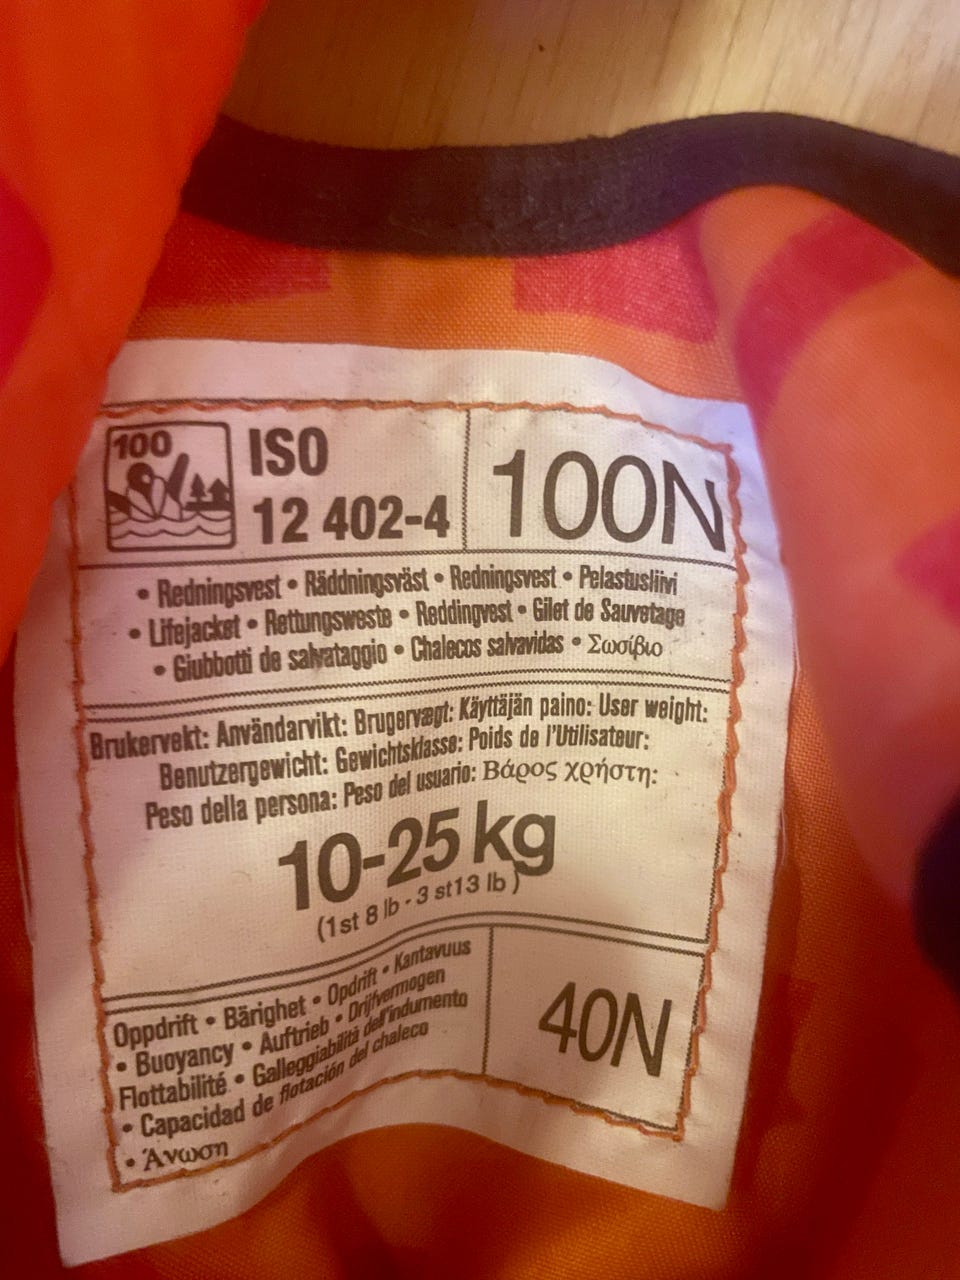 100
ISO
12 402-4
100N
• Redningsvest • Räddningsväst • Redningsvest • Pelastusliivi
• Lifejacket • Rettungsweste • Reddingvest • Gilet de Sauvetage
• Giubbotti de salvataggio • Chalecos salvavidas • Σωσίβιο
Brukervekt: Användarvikt: Brugervægt: Käyttäjän paino: User weight:
Benutzergewicht: Gewichtsklasse: Poids de l'Utilisateur:
Peso della persona: Peso del usuario: Βάρος χρήστη:
10-25 kg
(1st 8 lb - 3 st13 lb )
Oppdrift • Bärighet • Opdrift • Kantavuus
• Buoyancy • Auftrieb • Drijfvermogen
Flottabilité • Galleggiabilità dell'indumento
• Capacidad de flotación del chaleco
• Άνωση
40N